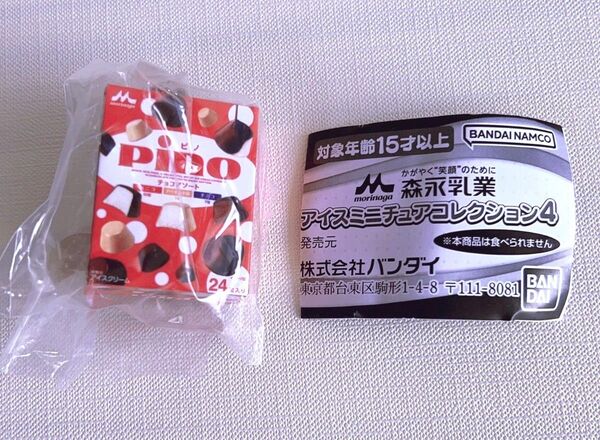 morinaga
ピノ
pino
チョコアソート
アイスクリーム
24
対象年齢15才以上
BANDAI NAMCO
かがやく“笑顔”のために
morinaga
森永乳業
アイスミニチュアコレクション4
発売元
※本商品は食べられません
株式会社バンダイ
東京都台東区駒形1-4-8 〒111-8081
BAN
DAI